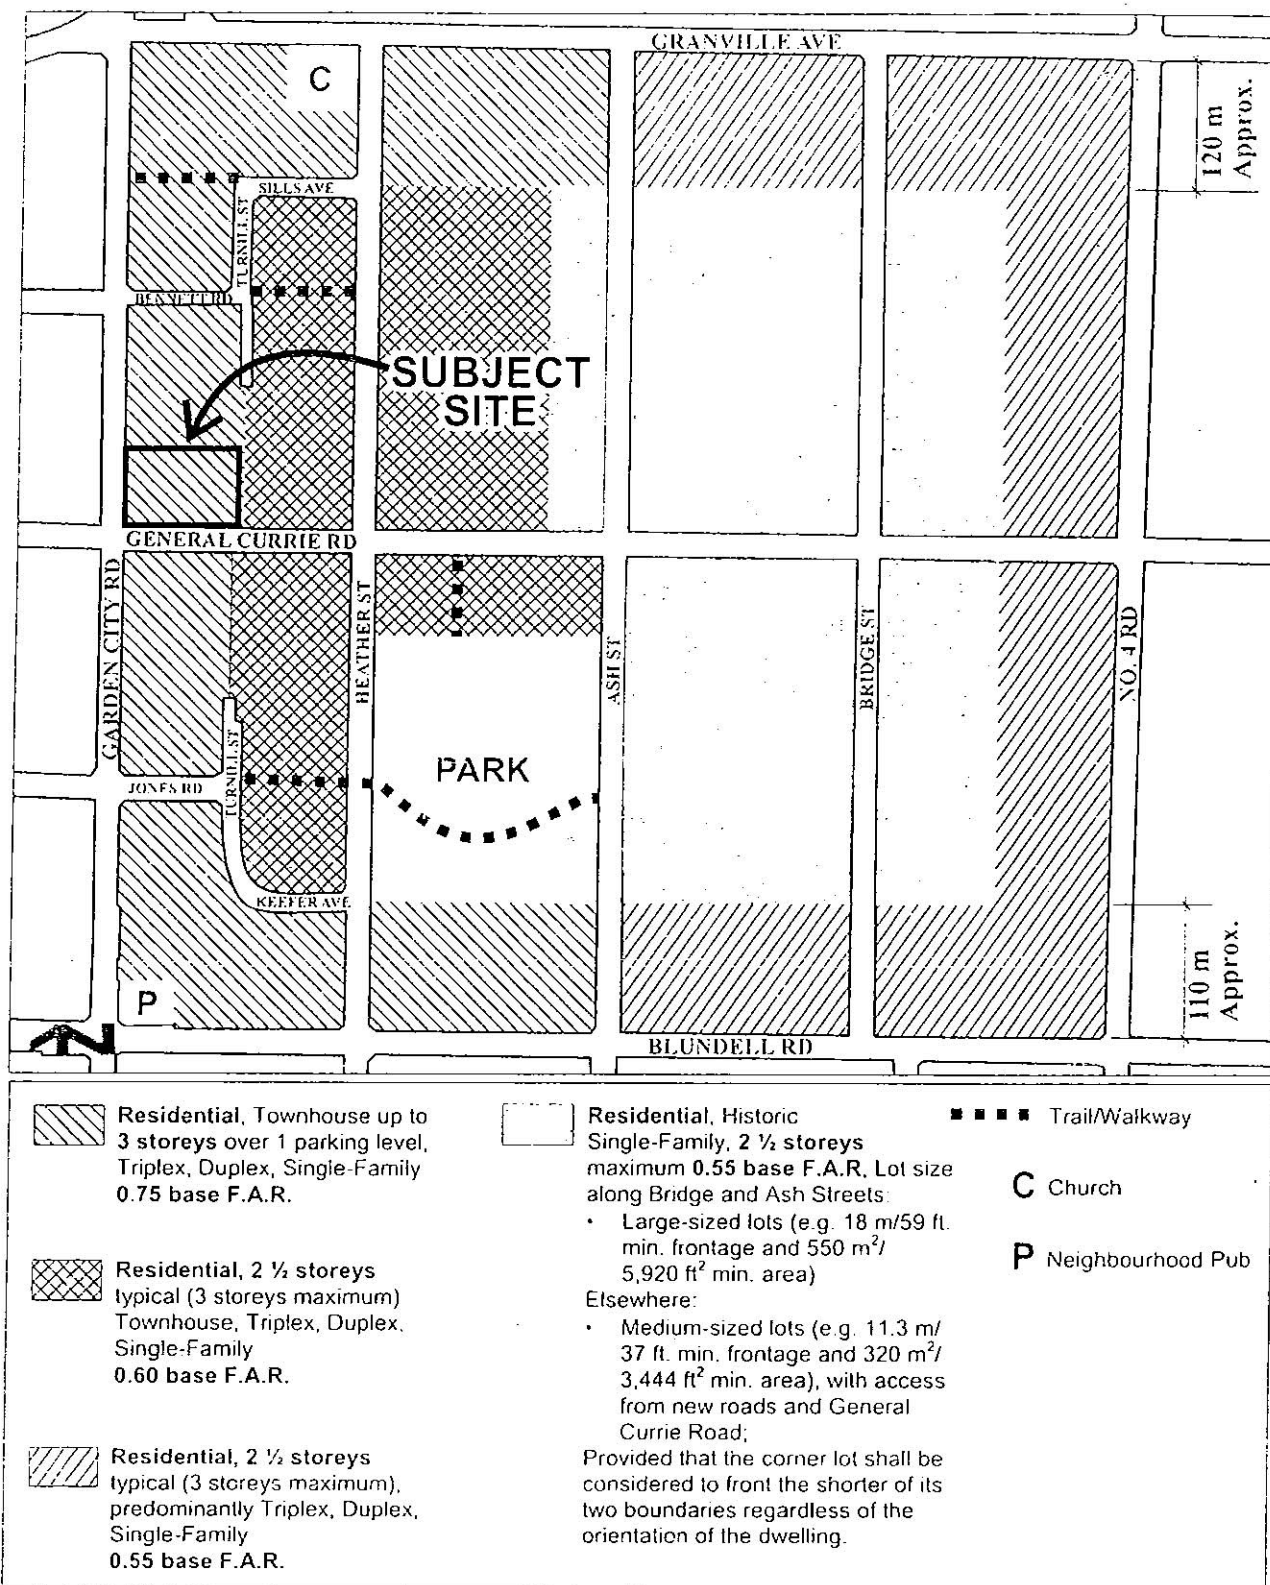 GRANVILLE AVE
C
120 m
Approx.
SILLS AVE
TURNILL ST
BENNETT RD
SUBJECT
SITE
GENERAL CURRIE RD
GARDEN CITY RD
HEATHER ST
ASH ST
BRIDGE ST
NO. 4 RD
PARK
JONES RD
TURNILL ST
KEEFER AVE
P
110 m
Approx.
BLUNDELL RD
Residential, Townhouse up to
3 storeys over 1 parking level,
Triplex, Duplex, Single-Family
0.75 base F.A.R.
Residential, 2 ½ storeys
typical (3 storeys maximum)
Townhouse, Triplex, Duplex,
Single-Family
0.60 base F.A.R.
Residential, 2 ½ storeys
typical (3 storeys maximum),
predominantly Triplex, Duplex,
Single-Family
0.55 base F.A.R.
Residential, Historic
Single-Family, 2 ½ storeys
maximum 0.55 base F.A.R. Lot size
along Bridge and Ash Streets:
• Large-sized lots (e.g. 18 m/59 ft.
min. frontage and 550 m²/
5,920 ft² min. area)
Elsewhere:
• Medium-sized lots (e.g. 11.3 m/
37 ft. min. frontage and 320 m²/
3,444 ft² min. area), with access
from new roads and General
Currie Road;
Provided that the corner lot shall be
considered to front the shorter of its
two boundaries regardless of the
orientation of the dwelling.
Trail/Walkway
C Church
P Neighbourhood Pub